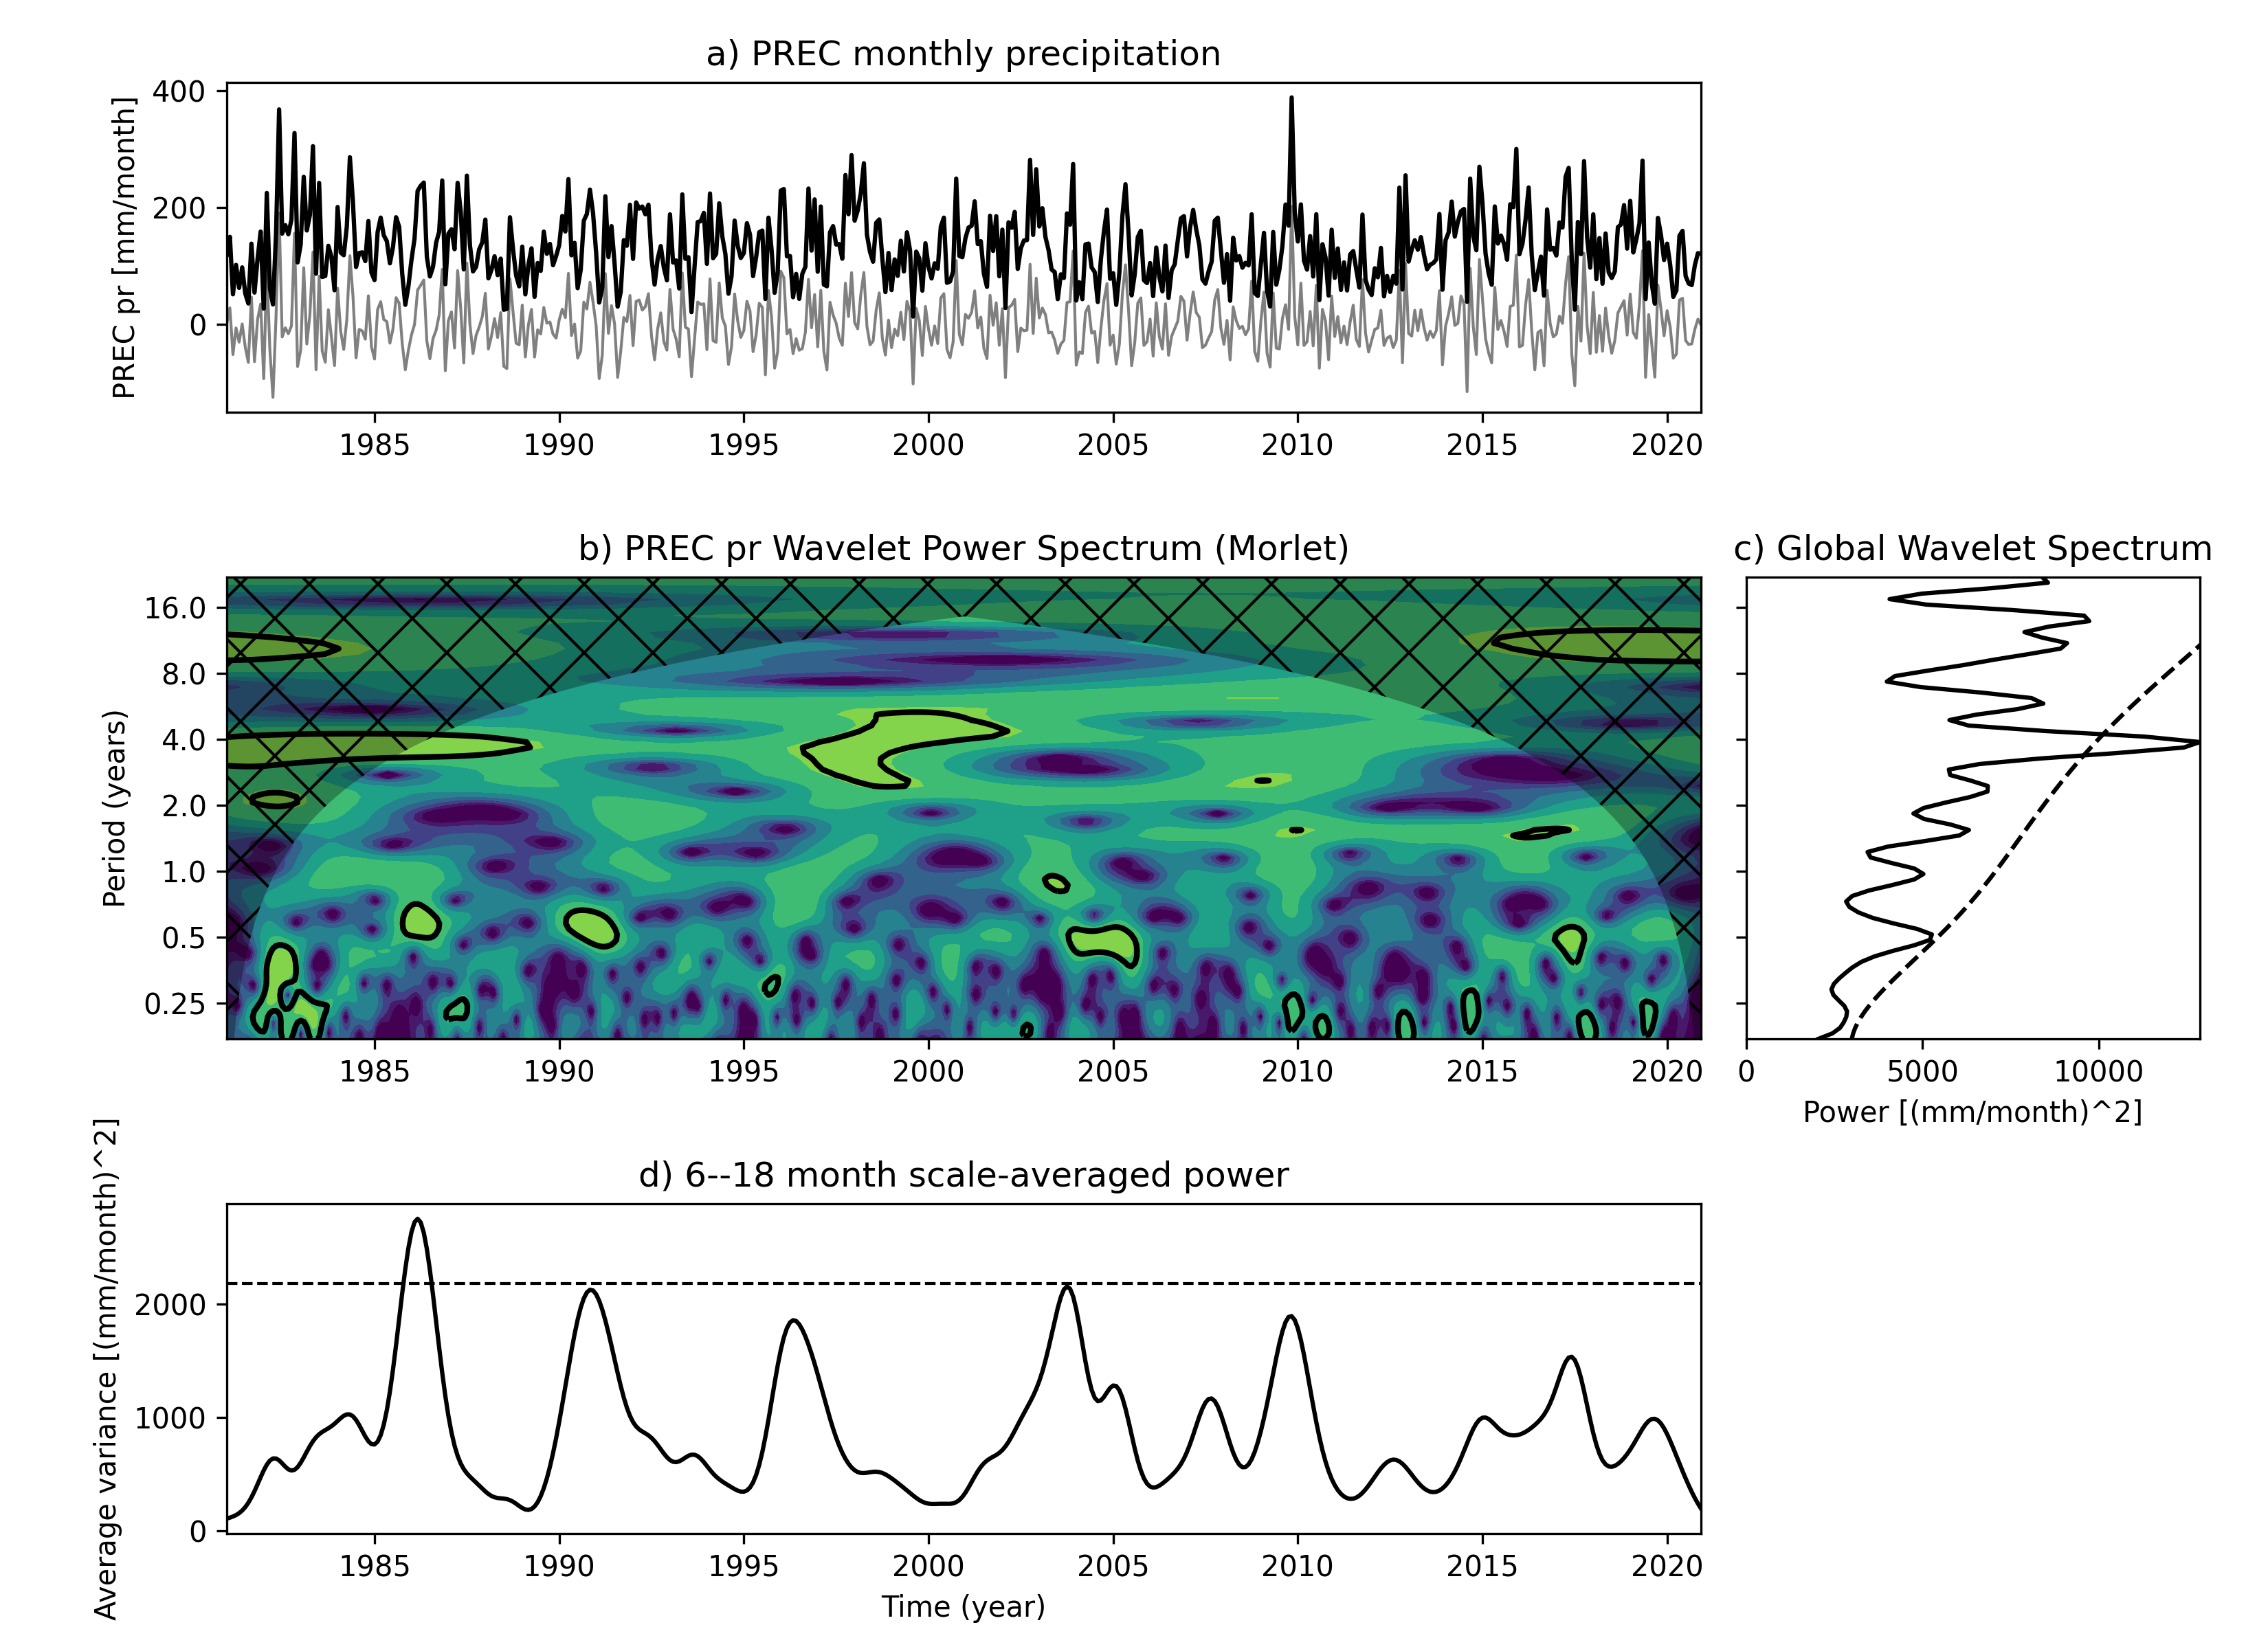 a) PREC monthly precipitation
PREC pr [mm/month]
400
200
0
1985 1990 1995 2000 2005 2010 2015 2020
b) PREC pr Wavelet Power Spectrum (Morlet)
Period (years)
16.0
8.0
4.0
2.0
1.0
0.5
0.25
1985 1990 1995 2000 2005 2010 2015 2020
c) Global Wavelet Spectrum
0 5000 10000
Power [(mm/month)^2]
d) 6--18 month scale-averaged power
Average variance [(mm/month)^2]
2000
1000
0
1985 1990 1995 2000 2005 2010 2015 2020
Time (year)